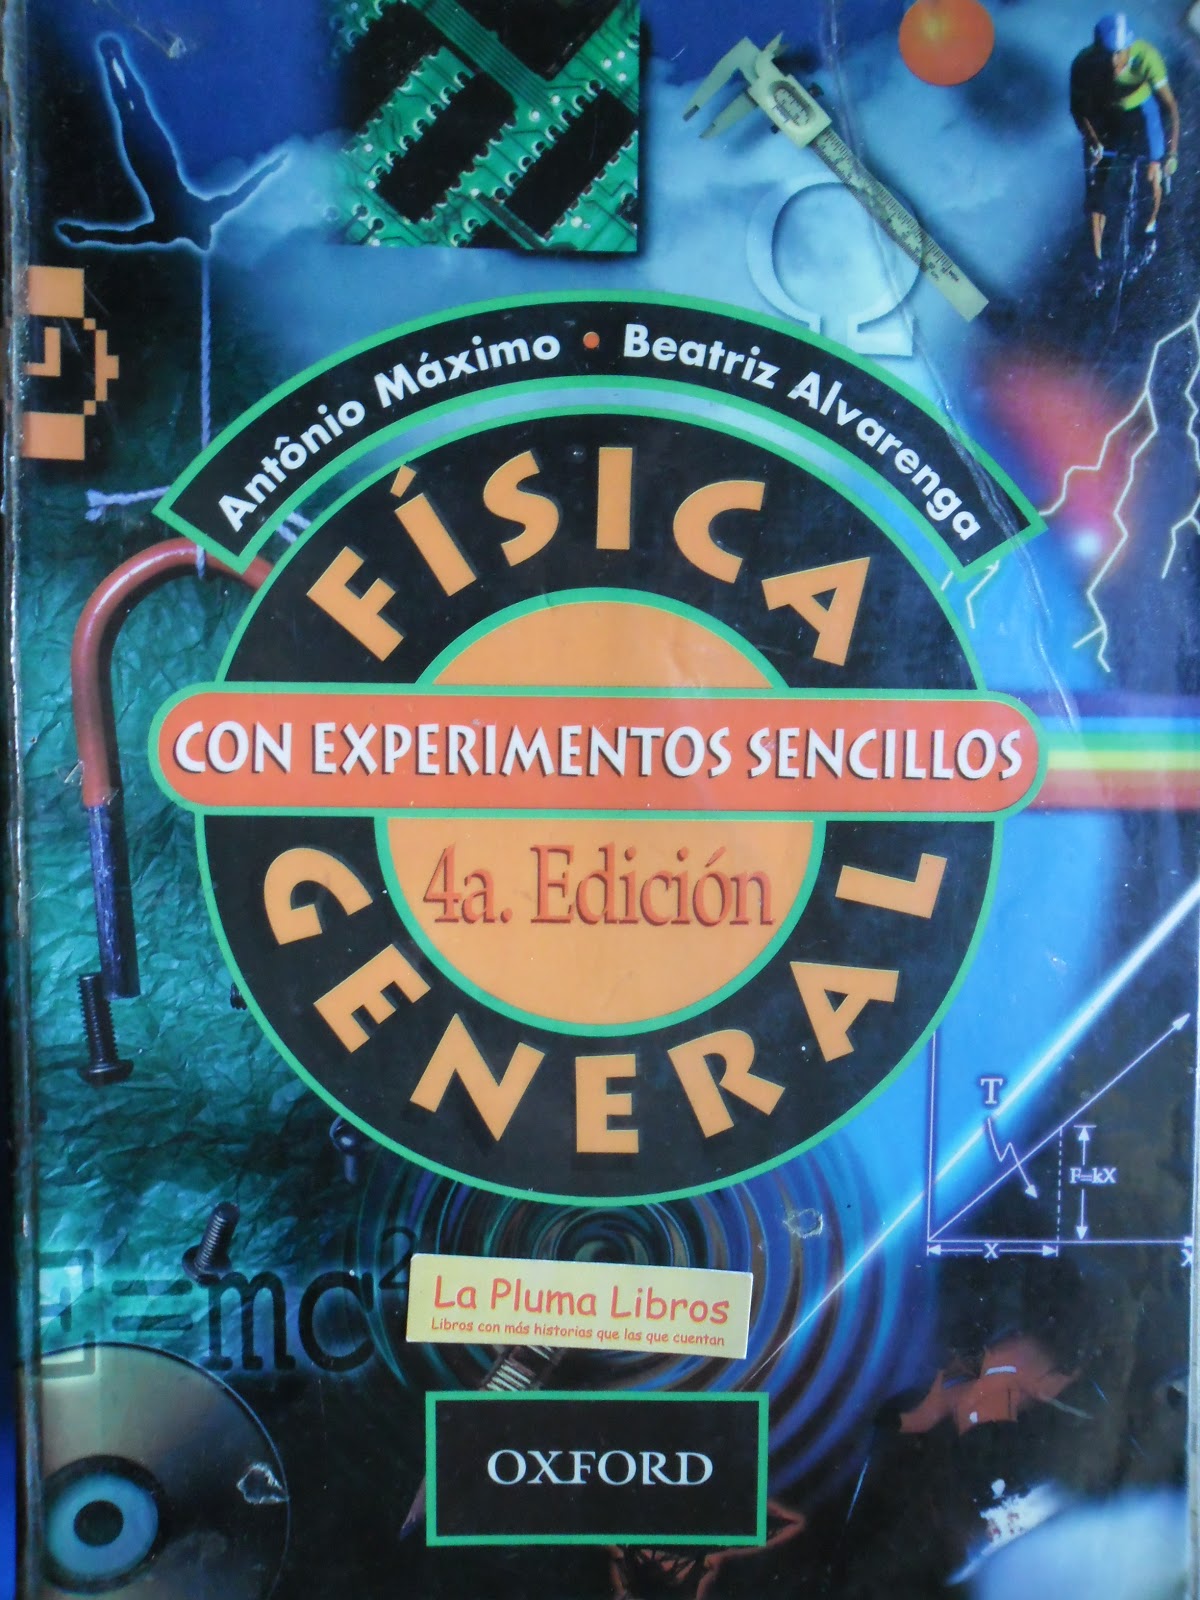 Antônio Máximo • Beatriz Alvarenga
FÍSICA
CON EXPERIMENTOS SENCILLOS
4a. Edición
GENERAL
Ω
T
F=kX
X
X
=mc²
La Pluma Libros
Libros con más historias que las que cuentan
OXFORD